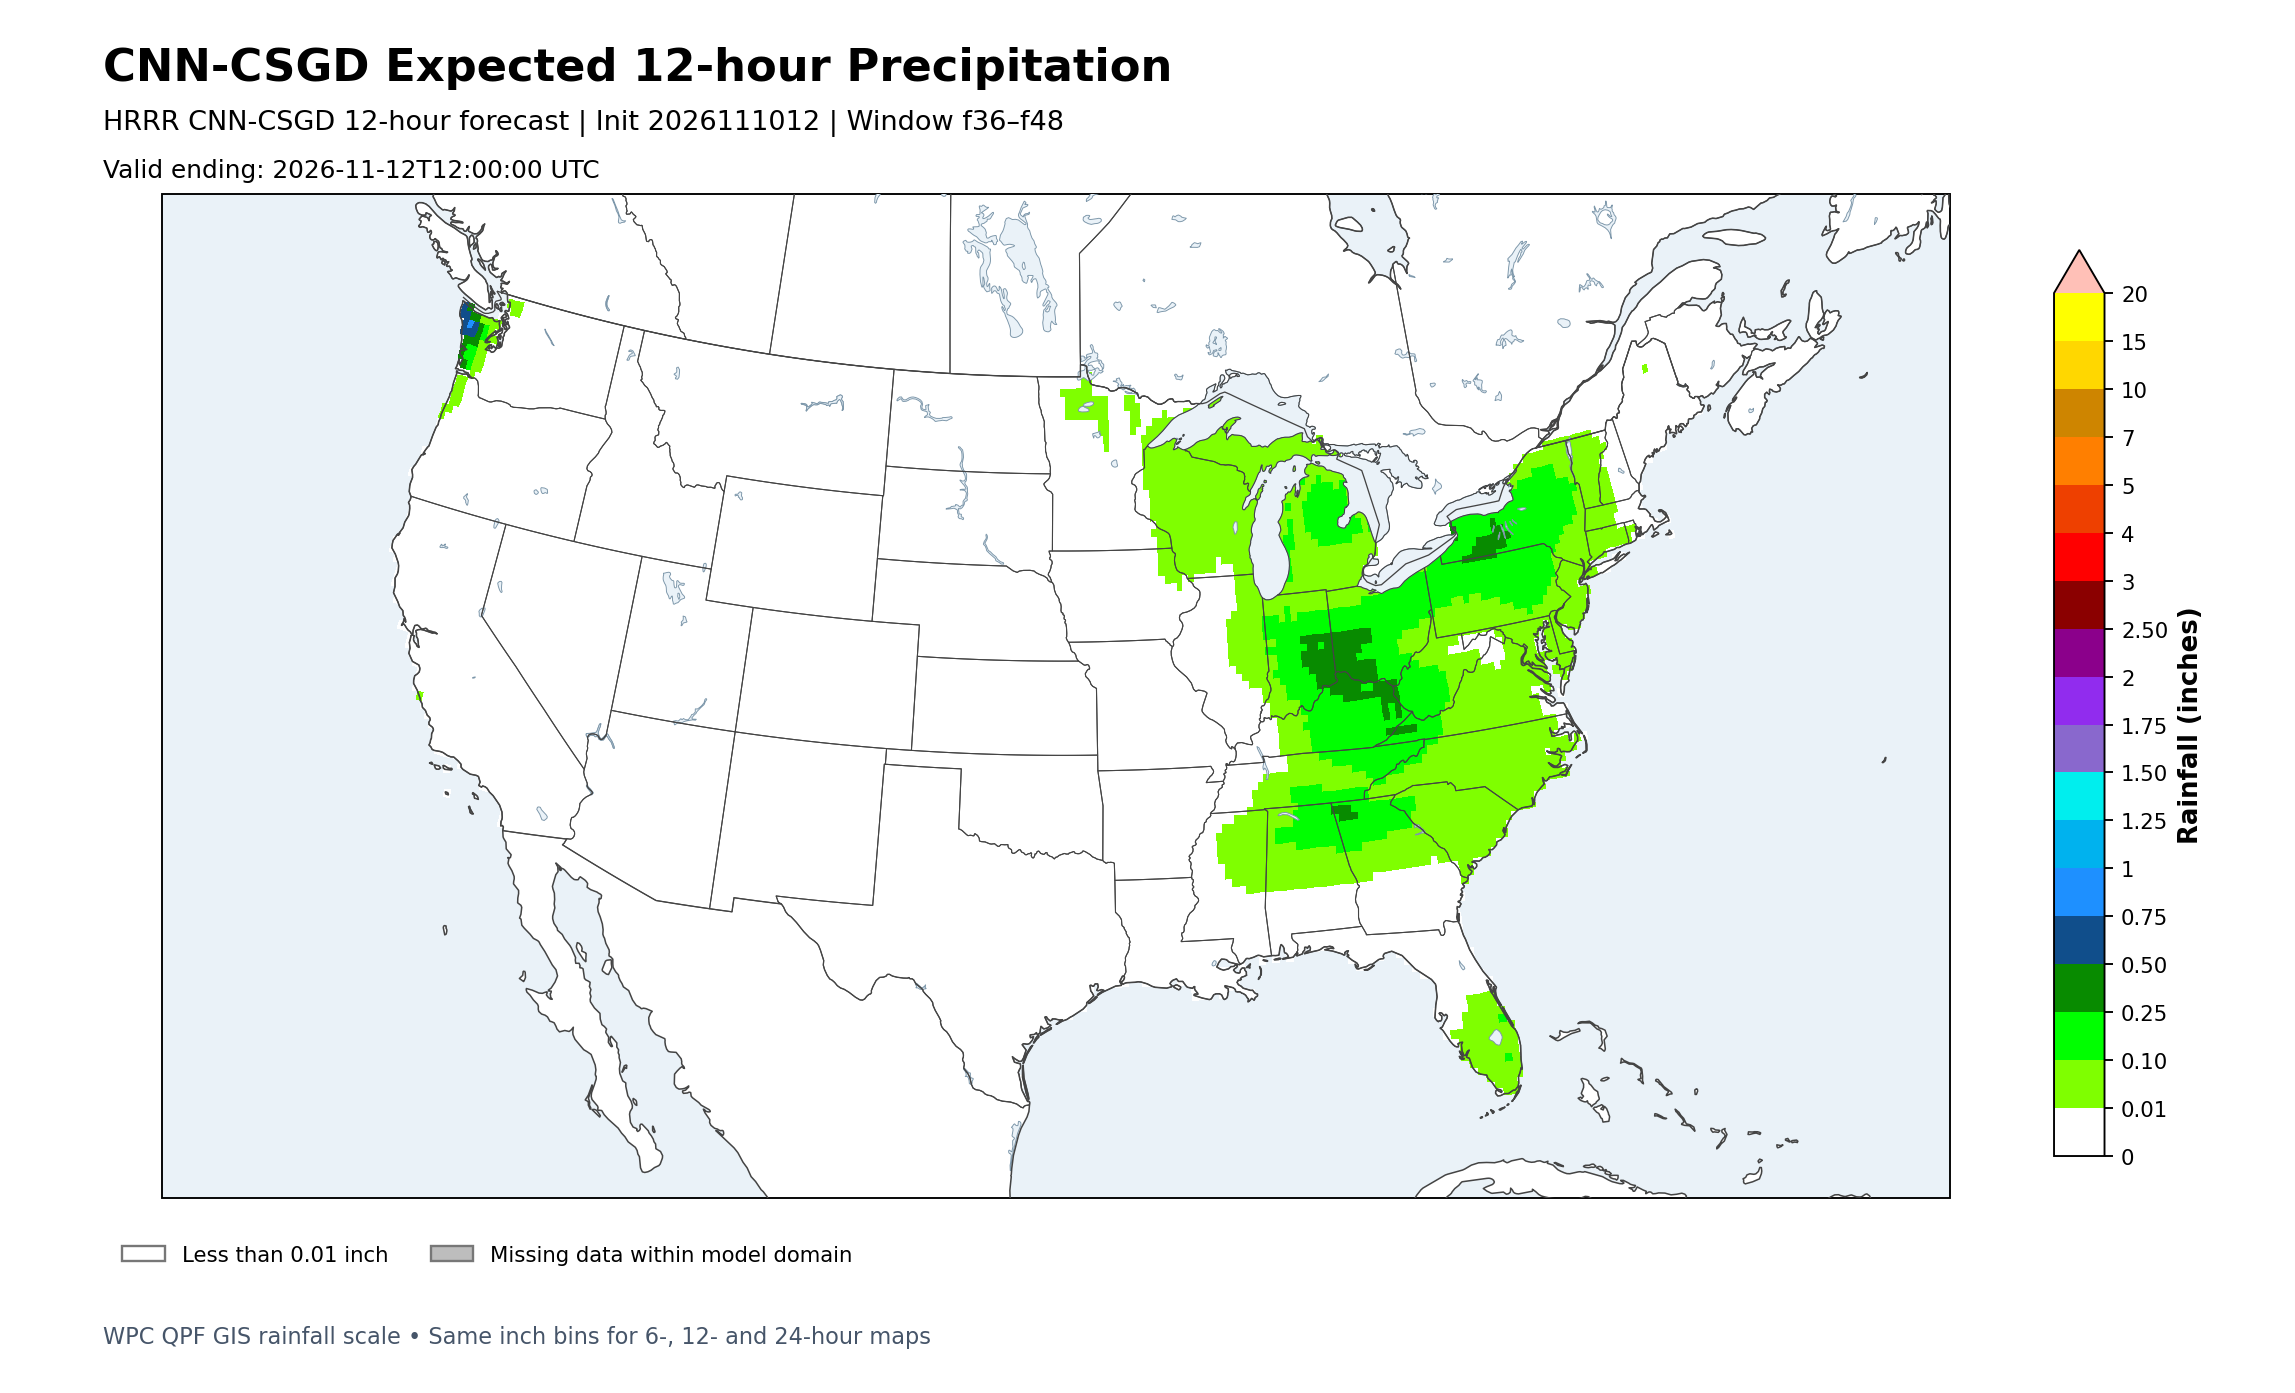 CNN-CSGD Expected 12-hour Precipitation
HRRR CNN-CSGD 12-hour forecast | Init 2026111012 | Window f36–f48
Valid ending: 2026-11-12T12:00:00 UTC
20
15
10
7
5
4
3
2.50
2
1.75
1.50
1.25
1
0.75
0.50
0.25
0.10
0.01
0
Rainfall (inches)
Less than 0.01 inch
Missing data within model domain
WPC QPF GIS rainfall scale • Same inch bins for 6-, 12- and 24-hour maps